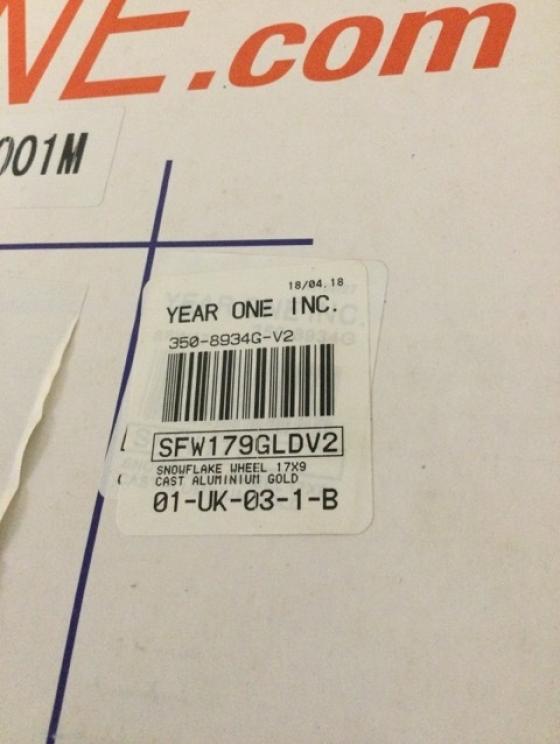 NE.com
001M
18/04.18
YEAR ONE INC.
350-8934G-V2
SFW179GLDV2
SNOWFLAKE WHEEL 17X9
CAST ALUMINIUM GOLD
01-UK-03-1-B